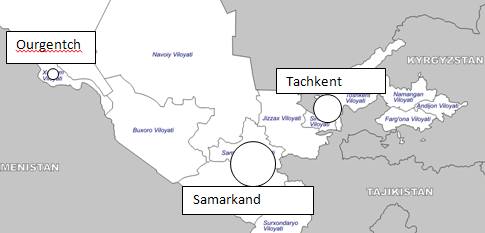 Ourgentch
Navoiy Viloyati
KYRGYZSTAN
Tachkent
Viloyati
Toshkent
Viloyati
Namangan
Viloyati
Andijon Viloyati
Farg'ona Viloyati
Jizzax Viloyati
Buxoro Viloyati
MENISTAN
Samarkand
TAJIKISTAN
Surxondaryo
Viloyati